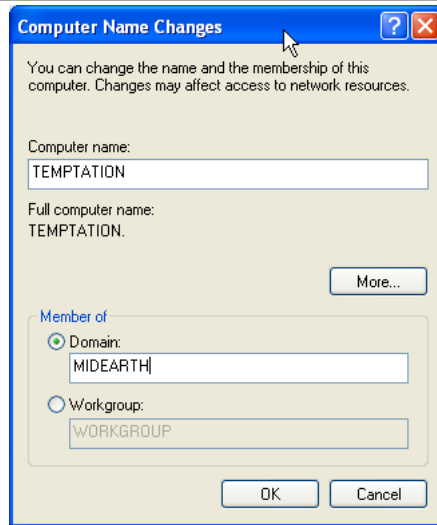 Computer Name Changes
You can change the name and the membership of this
computer. Changes may affect access to network resources.
Computer name:
TEMPTATION
Full computer name:
TEMPTATION.
More...
Member of
Domain:
MIDEARTH
Workgroup:
WORKGROUP
OK
Cancel